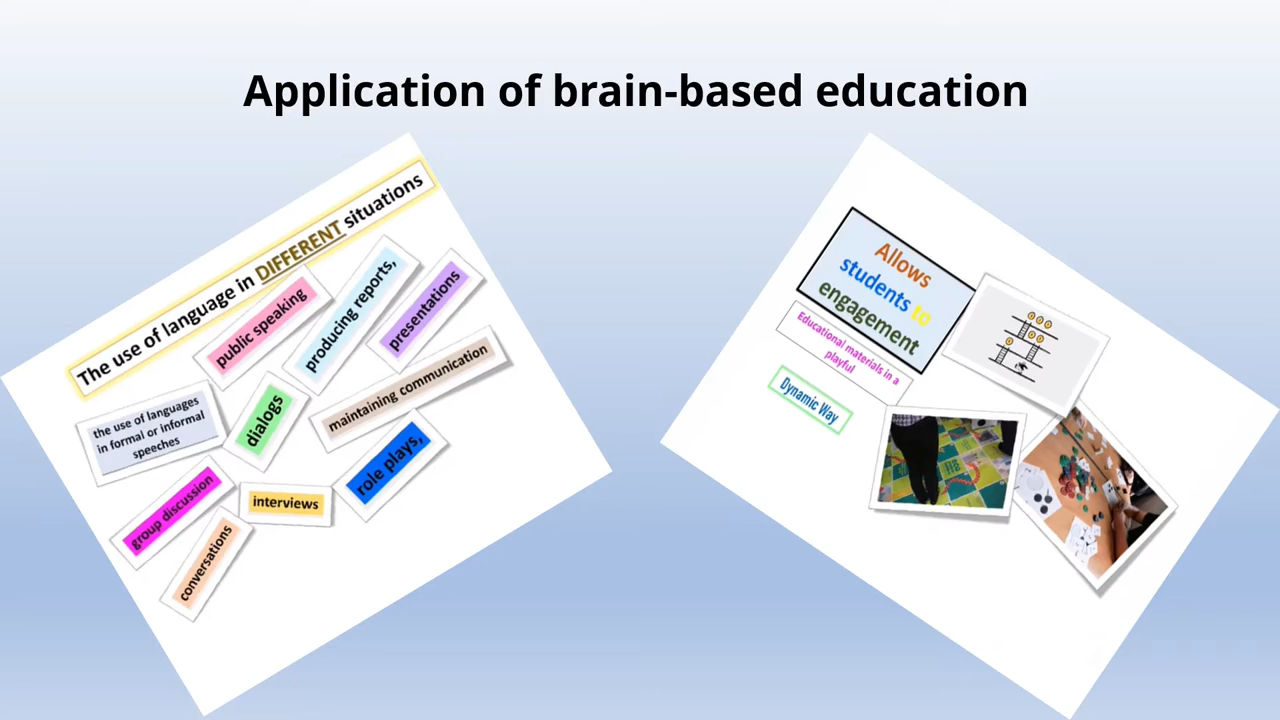 Application of brain-based education
The use of language in DIFFERENT situations
public speaking
producing reports,
presentations
the use of languages
in formal or informal
speeches
dialogs
maintaining communication
group discussion
interviews
role plays,
conversations
Allows
students to
engagement
Educational materials in a
playful
Dynamic Way